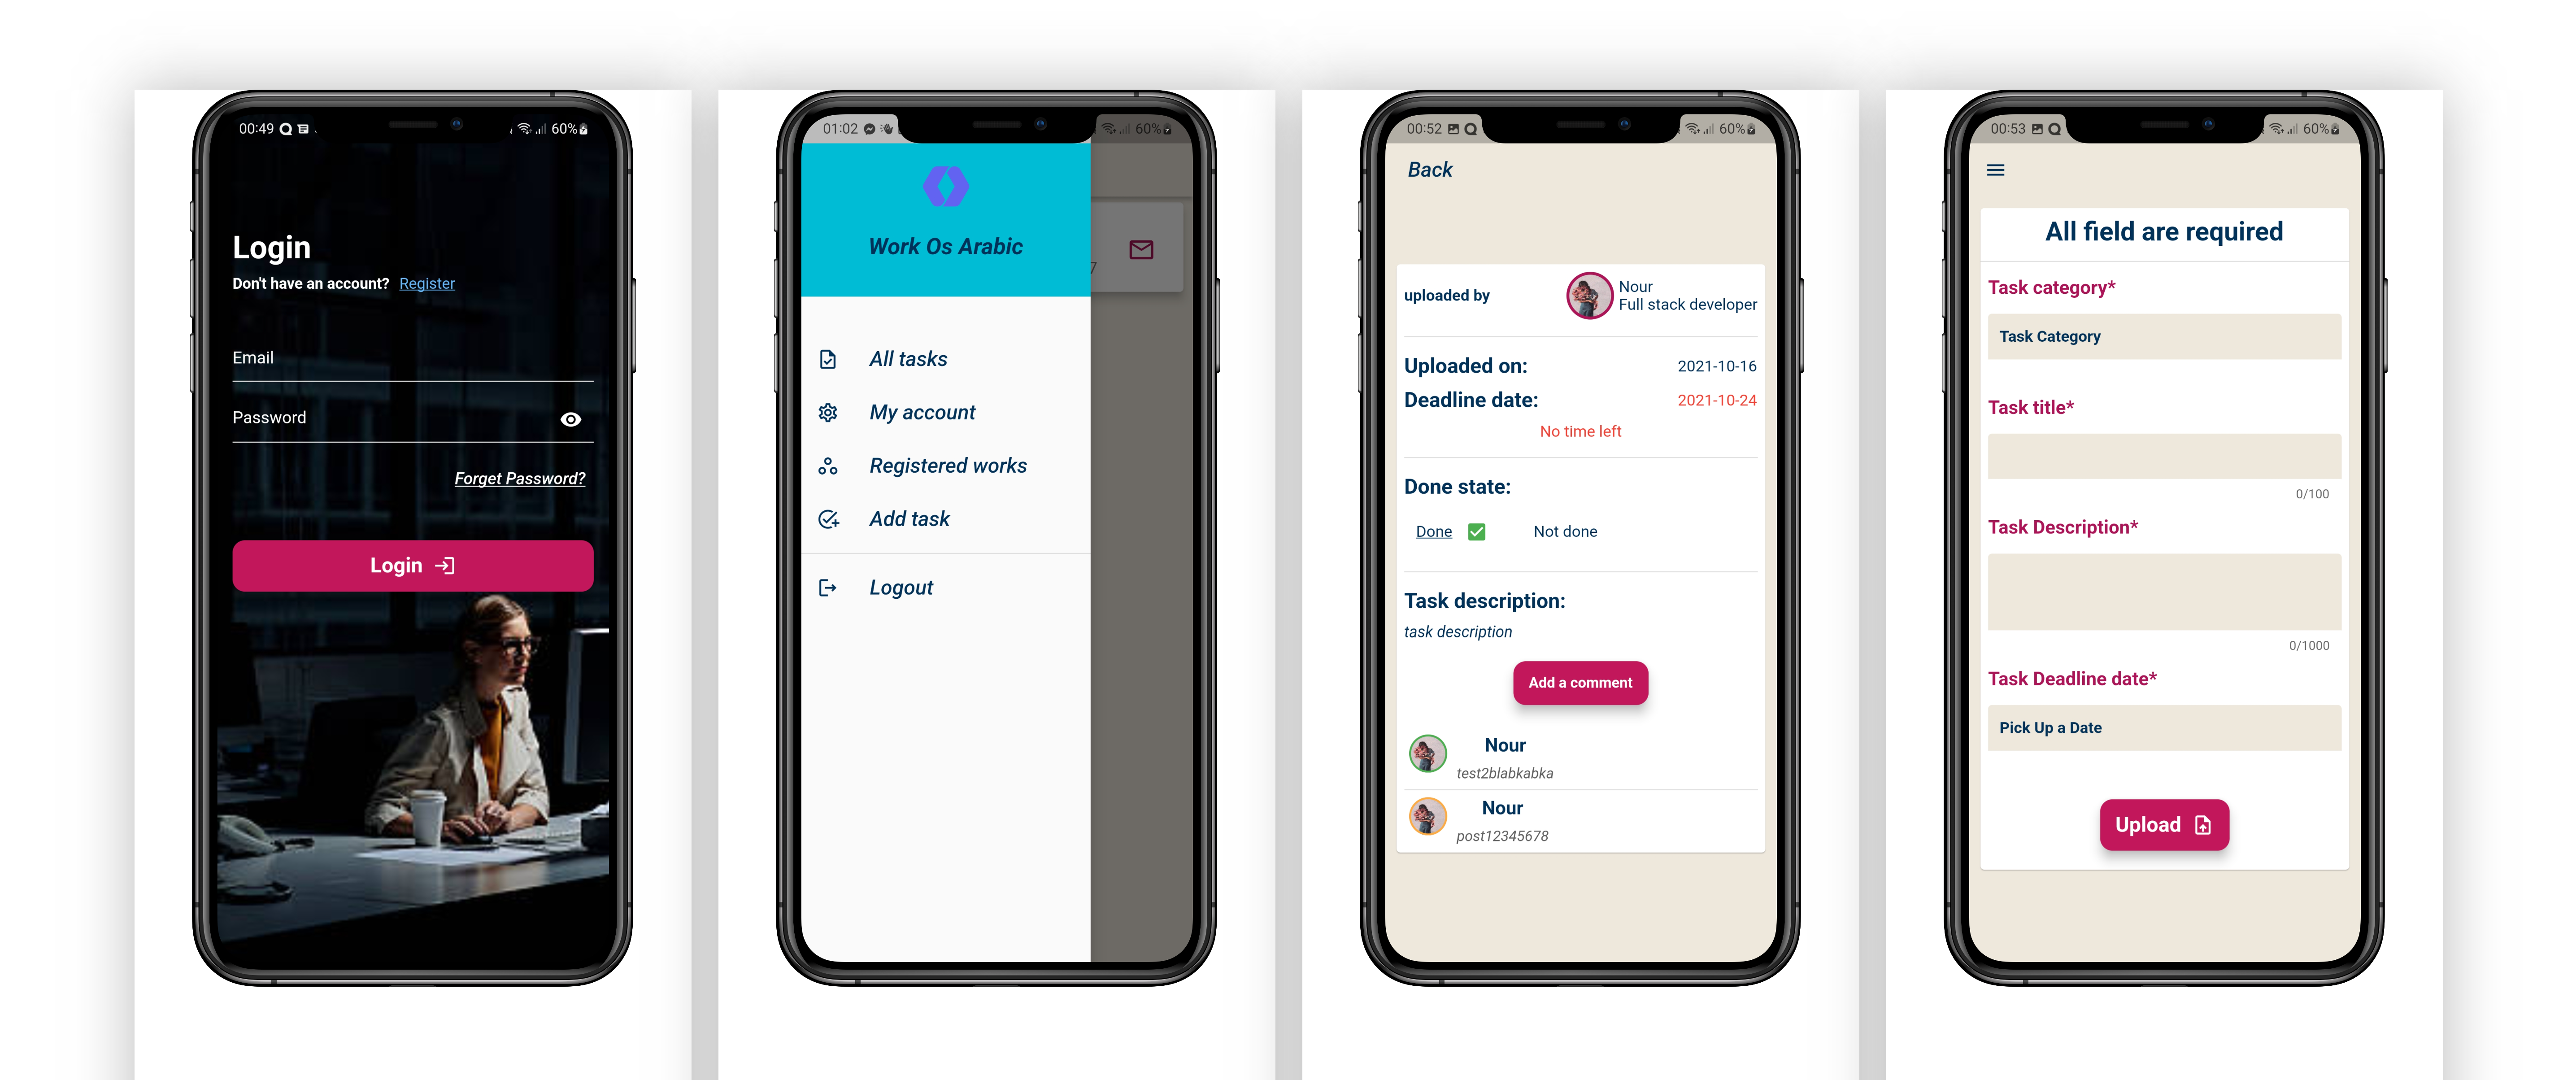 00:49
60%
Login
Don't have an account? Register
Email
Password
Forget Password?
Login
01:02
60%
Work Os Arabic
7
All tasks
My account
Registered works
Add task
Logout
00:52
60%
Back
uploaded by
Nour
Full stack developer
Uploaded on: 2021-10-16
Deadline date: 2021-10-24
No time left
Done state:
Done Not done
Task description:
task description
Add a comment
Nour
test2blabkabka
Nour
post12345678
00:53
60%
All field are required
Task category*
Task Category
Task title*
0/100
Task Description*
0/1000
Task Deadline date*
Pick Up a Date
Upload